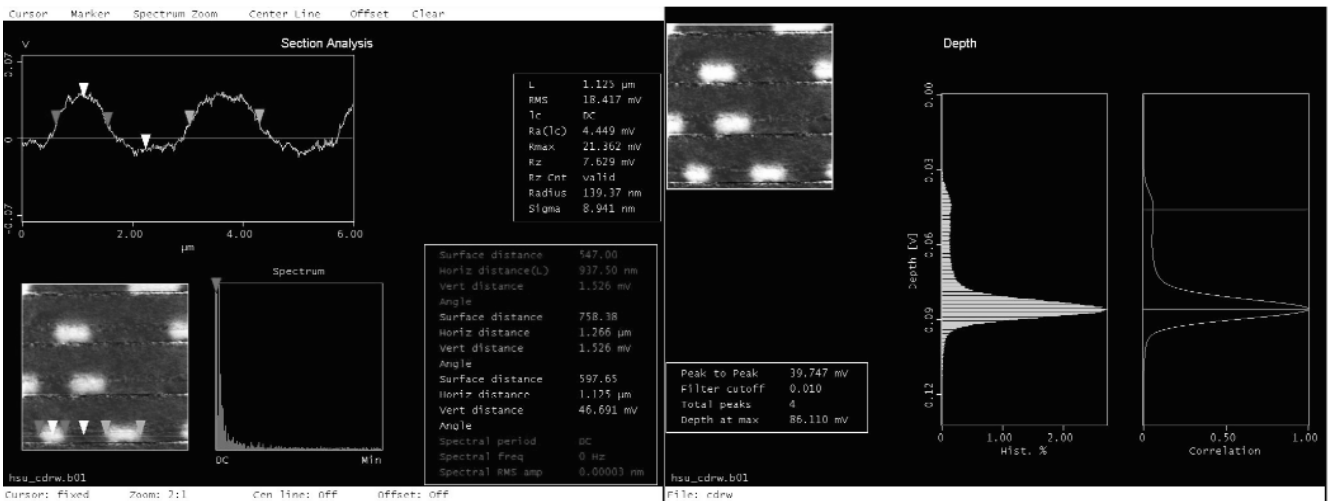 Cursor Marker Spectrum Zoom Center Line Offset Clear
V
Section Analysis
0.07
0
-0.07
0 2.00 4.00 6.00
µm
L 1.125 µm
RMS 18.417 mV
lc DC
Ra(lc) 4.449 mV
Rmax 21.362 mV
Rz 7.629 mV
Rz Cnt valid
Radius 139.37 nm
Sigma 8.941 nm
Spectrum
DC Min
Surface distance 547.00
Horiz distance(L) 937.50 nm
Vert distance 1.526 mV
Angle
Surface distance 758.38
Horiz distance 1.266 µm
Vert distance 1.526 mV
Angle
Surface distance 597.65
Horiz distance 1.125 µm
Vert distance 46.691 mV
Angle
Spectral period DC
Spectral freq 0 Hz
Spectral RMS amp 0.00003 nm
hsu_cdrw.b01
Cursor: fixed Zoom: 2:1 Cen line: Off Offset: Off
Depth
0.00
0.03
0.06
0.09
0.12
Depth [V]
0 1.00 2.00
Hist. %
0 0.50 1.00
Correlation
Peak to Peak 39.747 mV
Filter cutoff 0.010
Total peaks 4
Depth at max 86.110 mV
hsu_cdrw.b01
File: cdrw